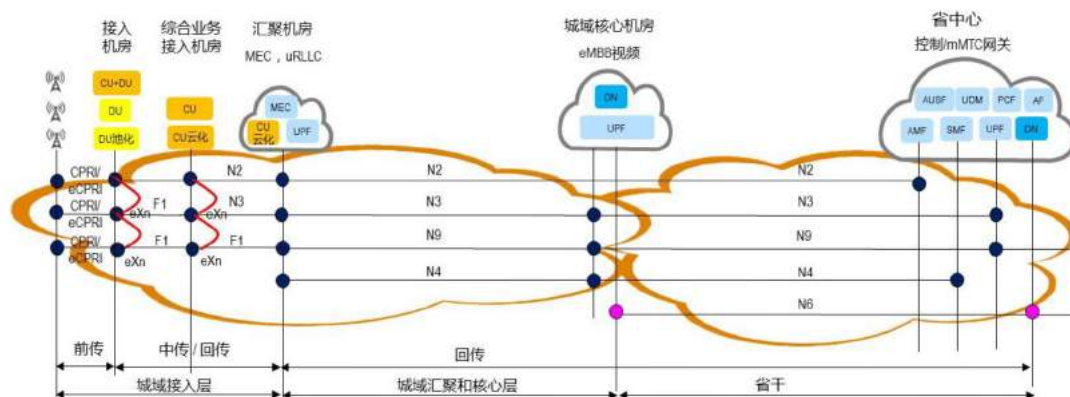 接入
机房
综合业务
接入机房
汇聚机房
MEC，uRLLC
城域核心机房
eMBB视频
省中心
控制/mMTC网关
CU+DU
DU
DU池化
CU
CU云化
MEC
CU
云化
UPF
DN
UPF
AUSF
UDM
PCF
AF
AMF
SMF
UPF
DN
CPRI/
eCPRI
N2
N2
N2
CPRI/
eCPRI
eXn
F1
eXn
N3
N3
N3
CPRI/
eCPRI
eXn
F1
eXn
F1
N9
N9
N4
N4
N6
前传
中传 / 回传
回传
城域接入层
城域汇聚和核心层
省干